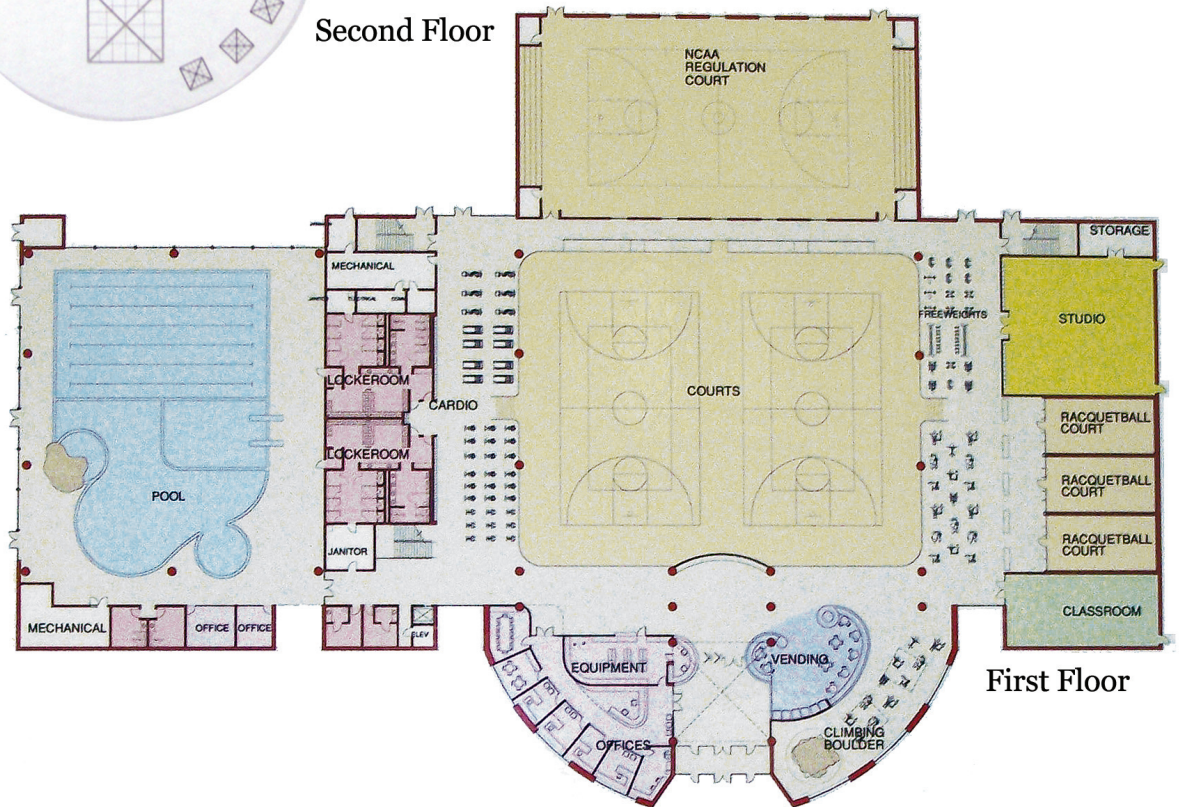 Second Floor
NCAA
REGULATION
COURT
STORAGE
MECHANICAL
ELECTRICAL
FREEWEIGHTS
STUDIO
LOCKEROOM
CARDIO
COURTS
RACQUETBALL
COURT
LOCKEROOM
RACQUETBALL
COURT
POOL
RACQUETBALL
COURT
JANITOR
CLASSROOM
MECHANICAL
OFFICE
OFFICE
ELEV
EQUIPMENT
VENDING
First Floor
CLIMBING
BOULDER
OFFICES